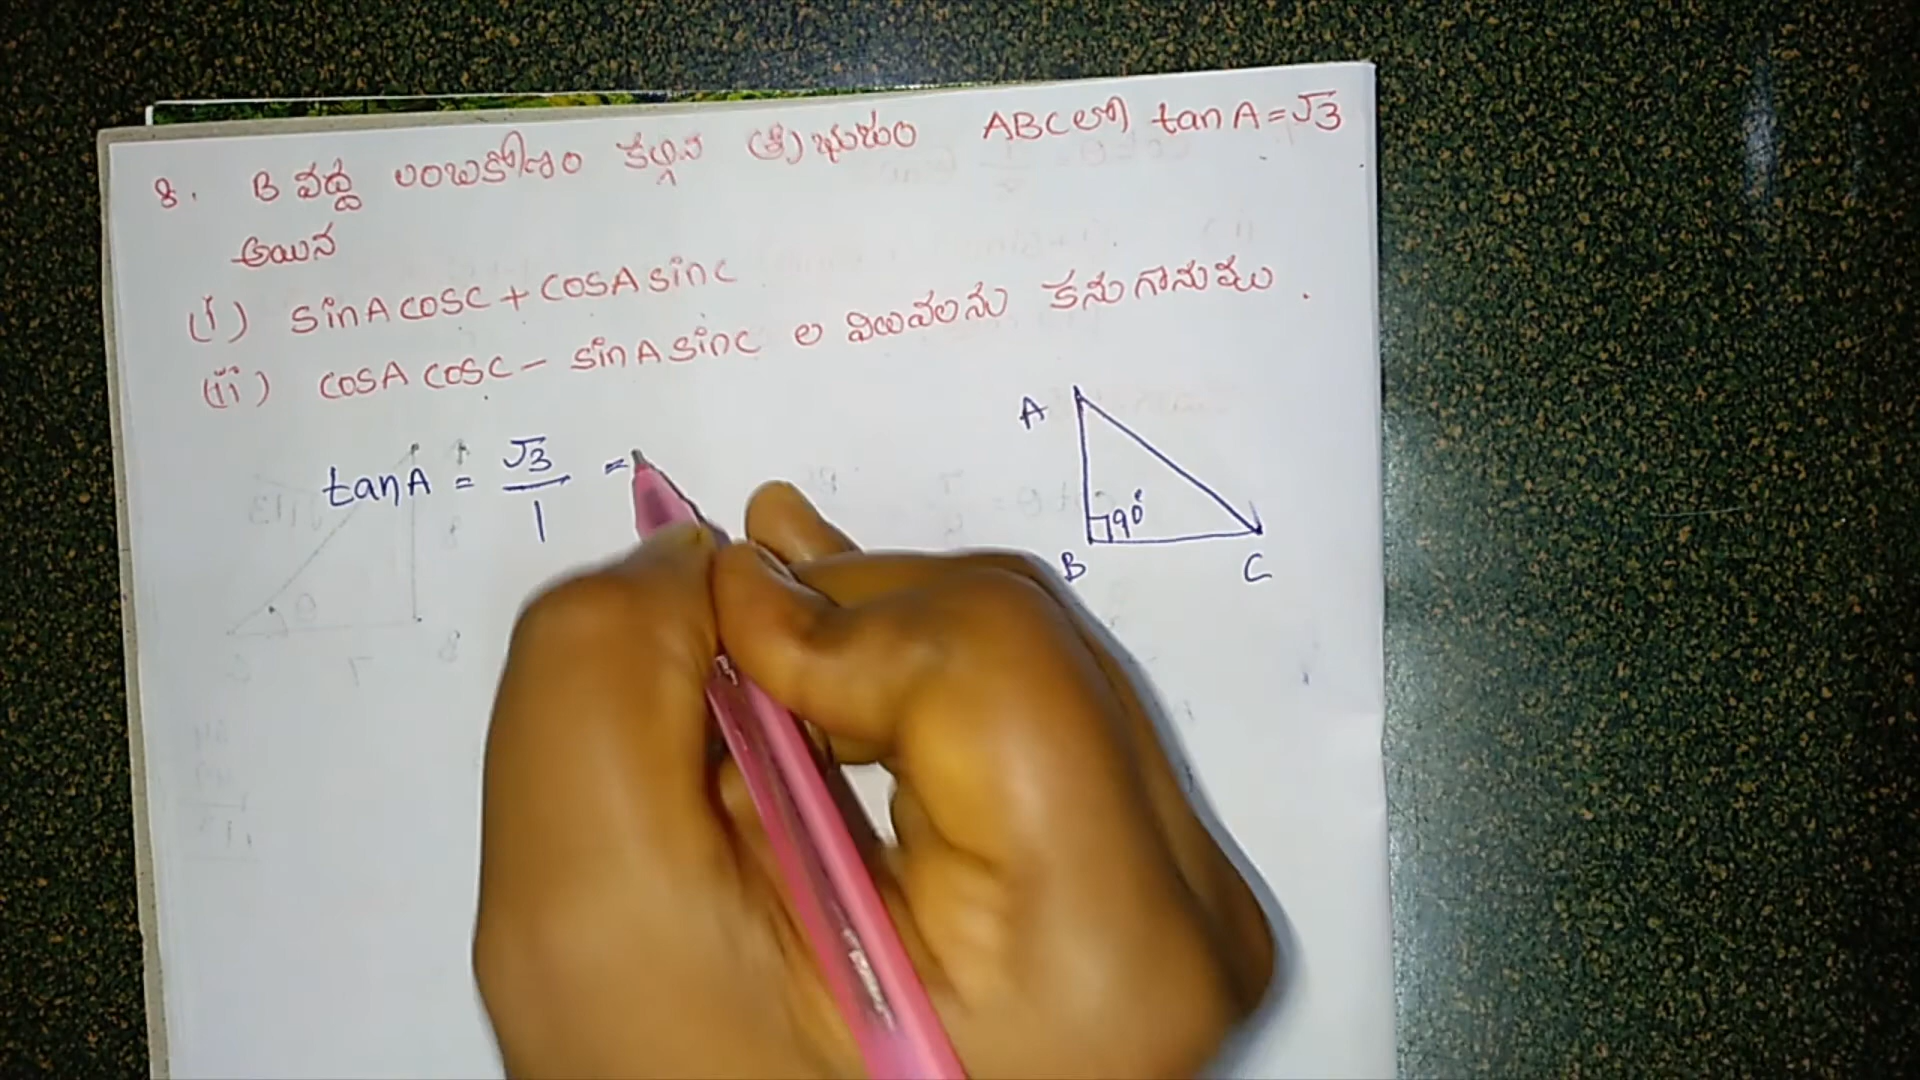 8. B వద్ద లంబకోణం కల్గిన త్రిభుజం ABCలో tan A = √3
అయిన
(i) sinA cosC + cosA sinC
(ii) cosA cosC - sinA sinC ల విలువలను కనుగొనుము.
tanA = √3/1 =
A
90°
B C